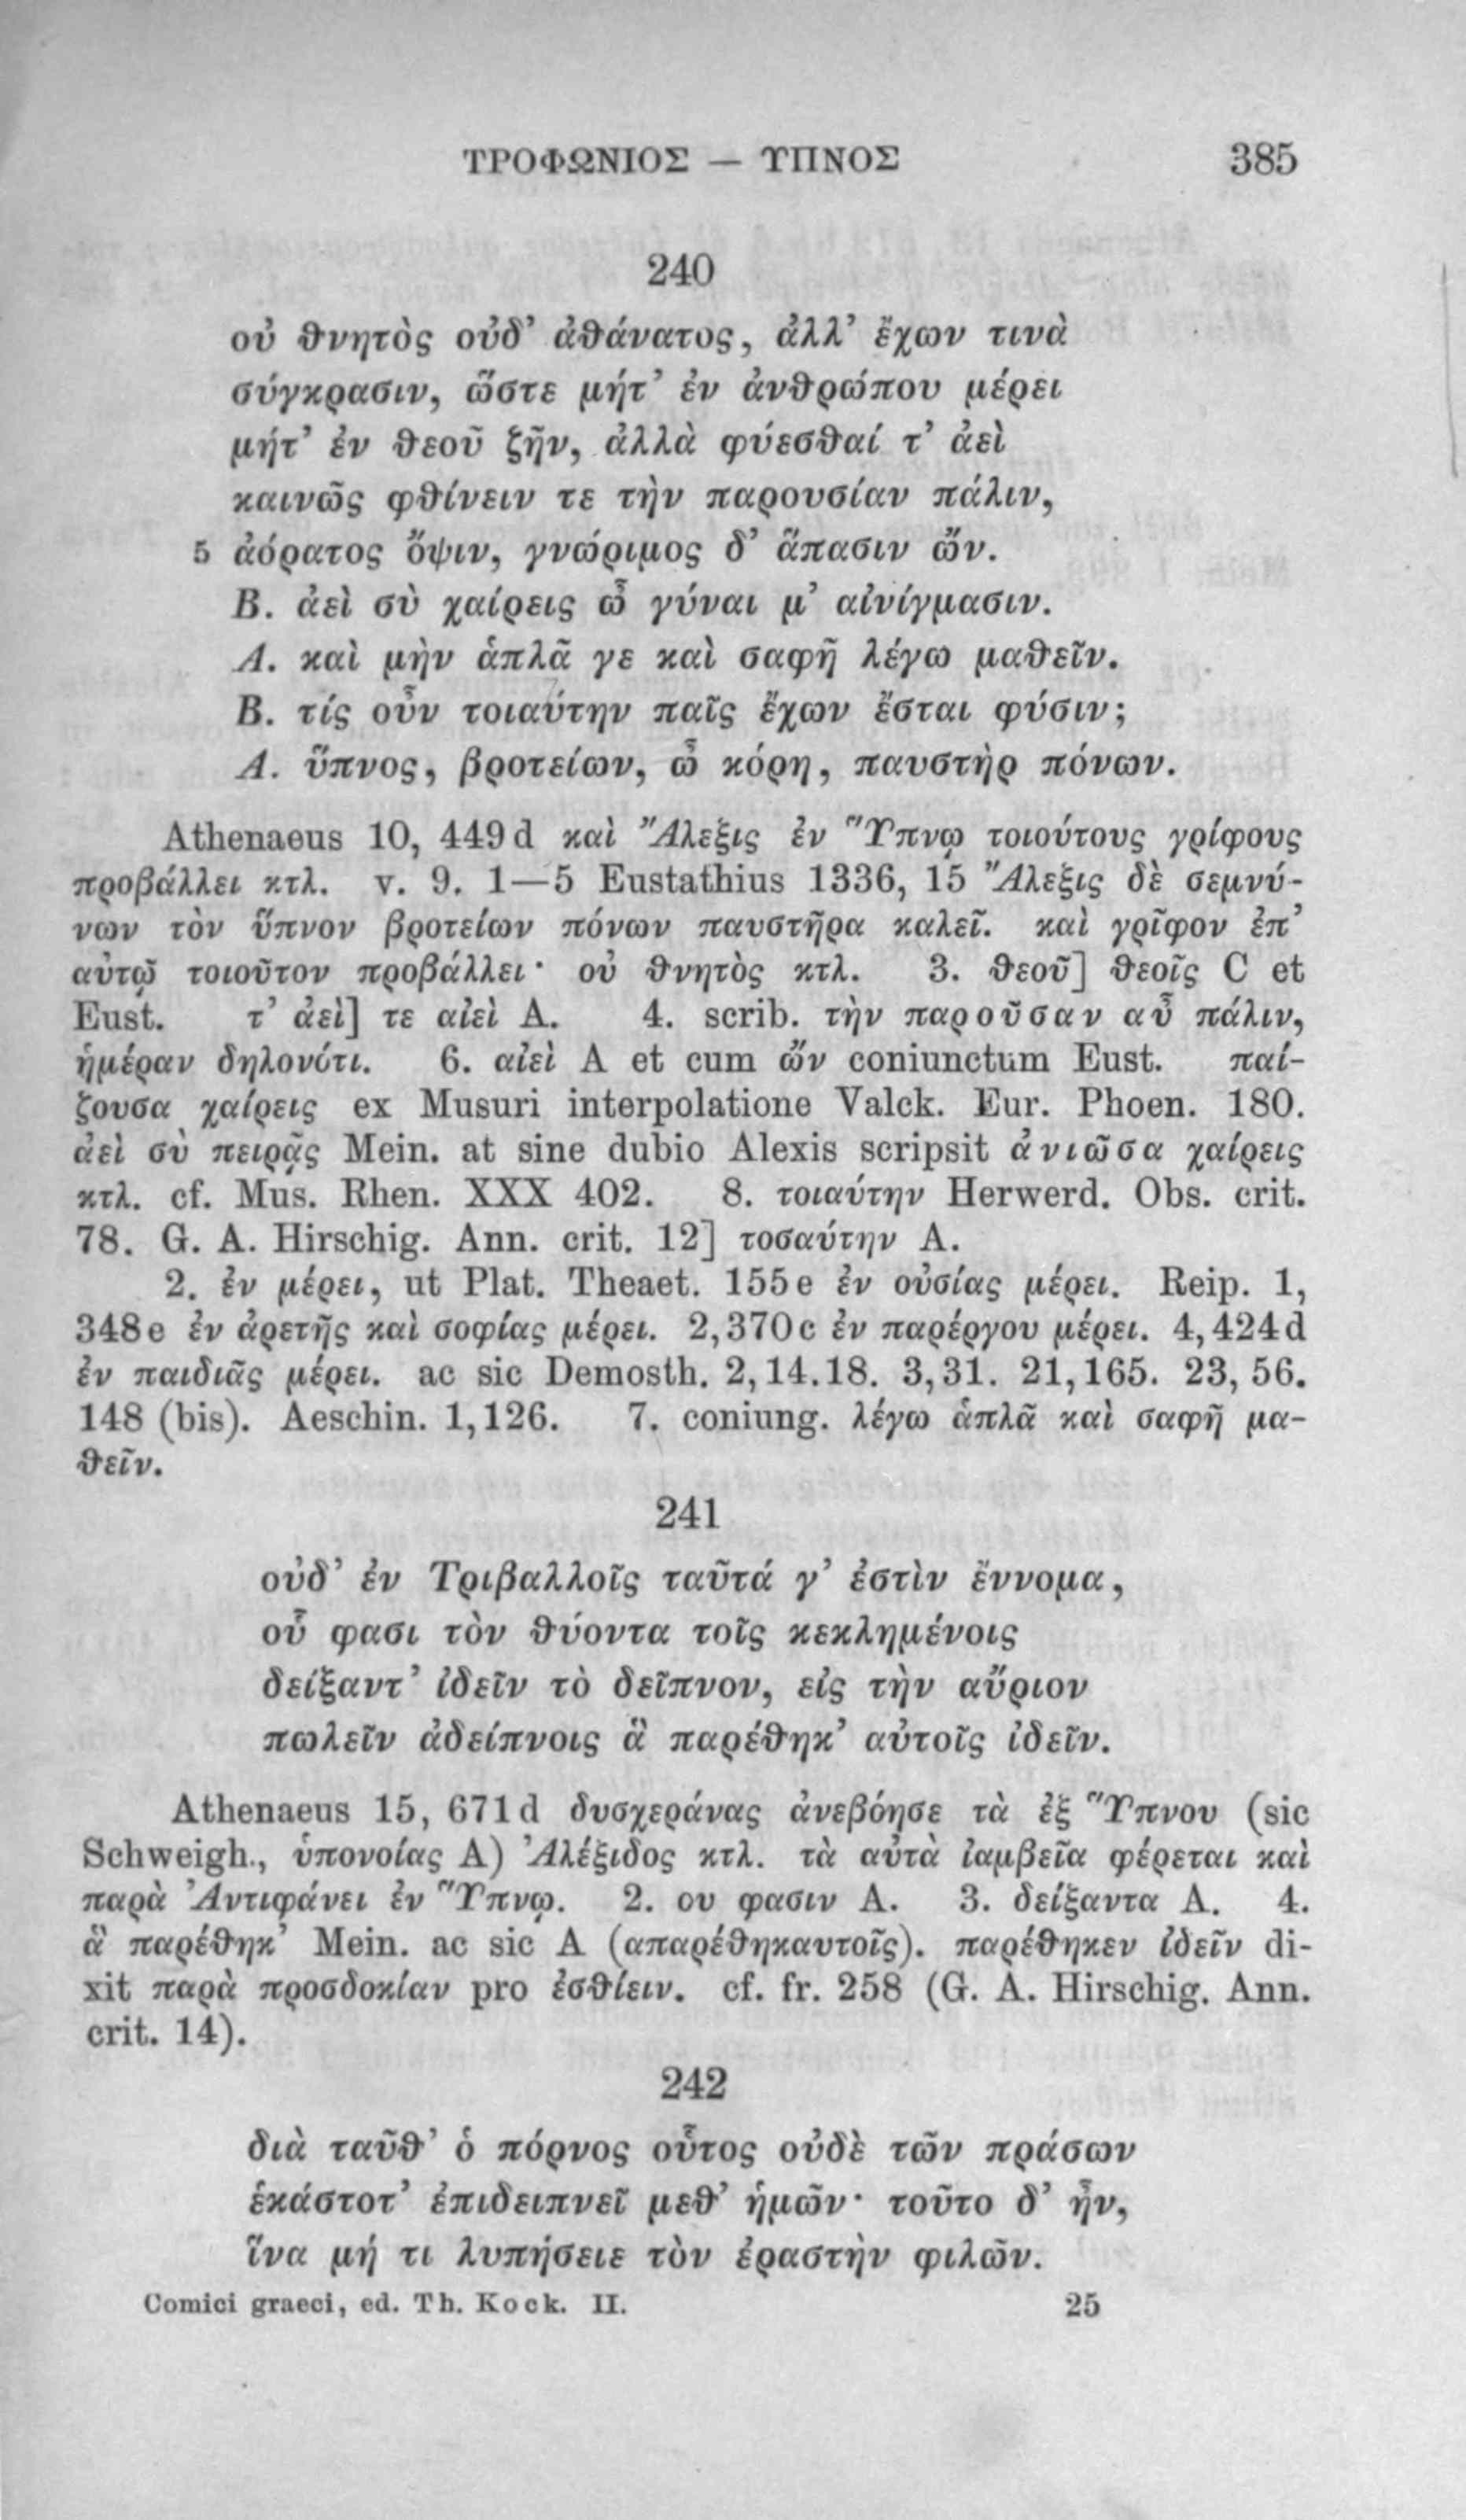 ΤΡΟΦΩΝΙΟΣ — ΥΠΝΟΣ 385
240
οὐ θνητὸς οὐδ’ ἀθάνατος, ἀλλ’ ἔχων τινὰ
σύγκρασιν, ὥστε μήτ’ ἐν ἀνθρώπου μέρει
μήτ’ ἐν θεοῦ ζῆν, ἀλλὰ φύεσθαί τ’ ἀεὶ
καινῶς φθίνειν τε τὴν παρουσίαν πάλιν,
5 ἀόρατος ὄψιν, γνώριμος δ’ ἅπασιν ὤν.
Β. ἀεὶ σὺ χαίρεις ὦ γύναι μ’ αἰνίγμασιν.
Α. καὶ μὴν ἁπλᾶ γε καὶ σαφῆ λέγω μαθεῖν.
Β. τίς οὖν τοιαύτην παῖς ἔχων ἔσται φύσιν;
Α. ὕπνος, βροτείων, ὦ κόρη, παυστὴρ πόνων.
Athenaeus 10, 449 d καὶ Ἄλεξις ἐν Ὕπνῳ τοιούτους γρίφους
προβάλλει κτλ. v. 9. 1—5 Eustathius 1336, 15 Ἄλεξις δὲ σεμνύ-
νων τὸν ὕπνον βροτείων πόνων παυστῆρα καλεῖ. καὶ γρῖφον ἐπ’
αὐτῷ τοιοῦτον προβάλλει· οὐ θνητὸς κτλ. 3. θεοῦ] θεοῖς C et
Eust. τ’ ἀεὶ] τε αἰεὶ A. 4. scrib. τὴν παροῦσαν αὖ πάλιν,
ἡμέραν δηλονότι. 6. αἰεὶ A et cum ὤν coniunctum Eust. παί-
ζουσα χαίρεις ex Musuri interpolatione Valck. Eur. Phoen. 180.
ἀεὶ σὺ πειρᾷς Mein. at sine dubio Alexis scripsit ἀνιῶσα χαίρεις
κτλ. cf. Mus. Rhen. XXX 402. 8. τοιαύτην Herwerd. Obs. crit.
78. G. A. Hirschig. Ann. crit. 12] τοσαύτην A.
2. ἐν μέρει, ut Plat. Theaet. 155 e ἐν οὐσίας μέρει. Reip. 1,
348 e ἐν ἀρετῆς καὶ σοφίας μέρει. 2, 370 c ἐν παρέργου μέρει. 4, 424 d
ἐν παιδιᾶς μέρει. ac sic Demosth. 2, 14. 18. 3, 31. 21, 165. 23, 56.
148 (bis). Aeschin. 1, 126. 7. coniung. λέγω ἁπλᾶ καὶ σαφῆ μα-
θεῖν.
241
οὐδ’ ἐν Τριβαλλοῖς ταῦτά γ’ ἐστὶν ἔννομα,
οὗ φασι τὸν θύοντα τοῖς κεκλημένοις
δείξαντ’ ἰδεῖν τὸ δεῖπνον, εἰς τὴν αὔριον
πωλεῖν ἀδείπνοις ἃ παρέθηκ’ αὐτοῖς ἰδεῖν.
Athenaeus 15, 671 d δυσχεράνας ἀνεβόησε τὰ ἐξ Ὕπνου (sic
Schweigh., ὑπονοίας A) Ἀλέξιδος κτλ. τὰ αὐτὰ ἰαμβεῖα φέρεται καὶ
παρὰ Ἀντιφάνει ἐν Ὕπνῳ. 2. ου φασιν A. 3. δείξαντα A. 4.
ἃ παρέθηκ’ Mein. ac sic A (απαρέθηκαυτοῖς). παρέθηκεν ἰδεῖν di-
xit παρὰ προσδοκίαν pro ἐσθίειν. cf. fr. 258 (G. A. Hirschig. Ann.
crit. 14).
242
διὰ ταῦθ’ ὁ πόρνος οὗτος οὐδὲ τῶν πράσων
ἑκάστοτ’ ἐπιδειπνεῖ μεθ’ ἡμῶν· τοῦτο δ’ ἦν,
ἵνα μή τι λυπήσειε τὸν ἐραστὴν φιλῶν.
Comici graeci, ed. Th. Kock. II. 25